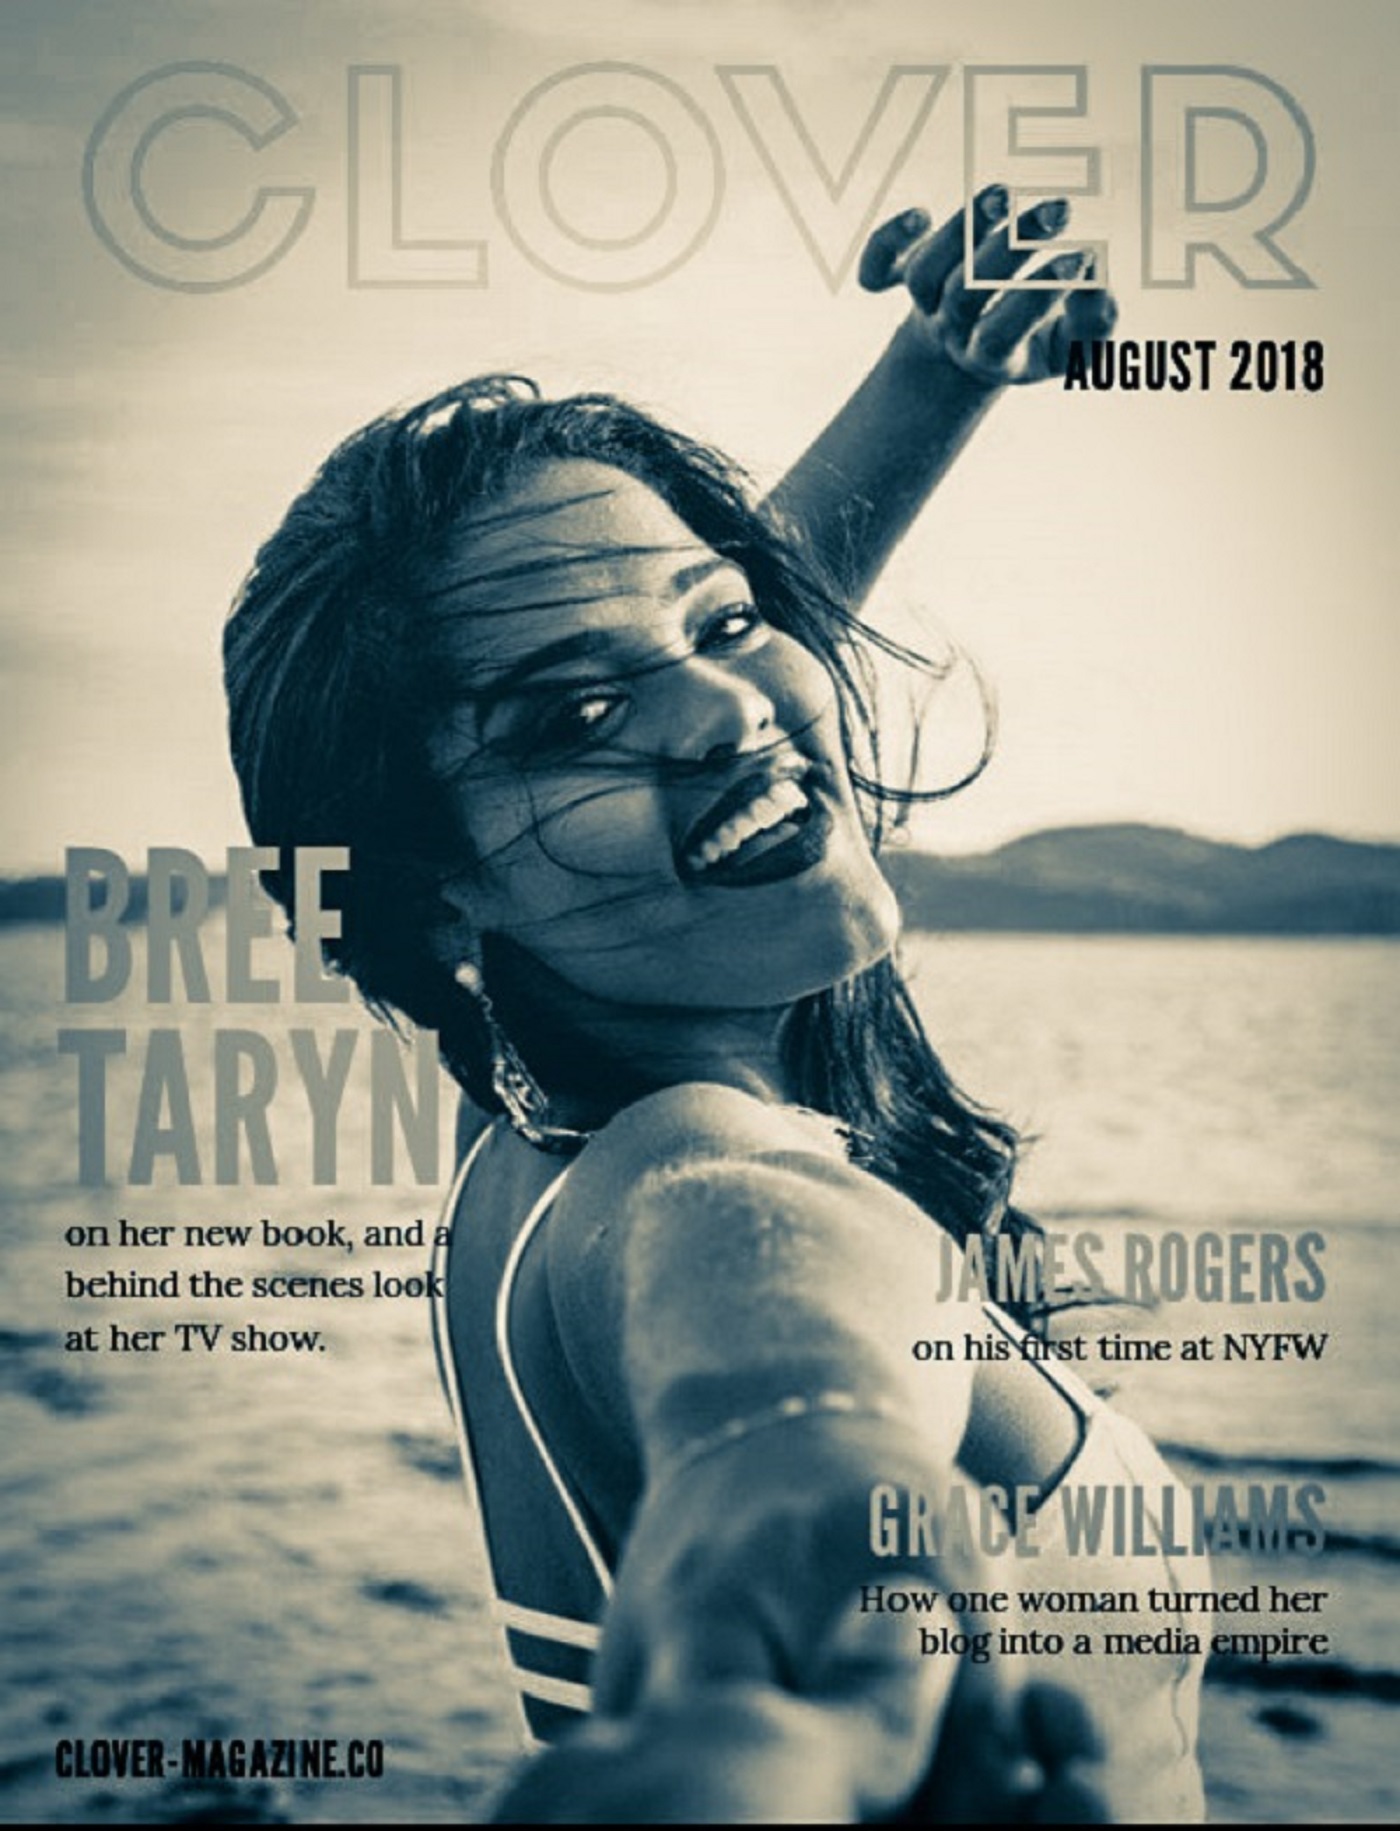 CLOVER
AUGUST 2018
BREE
TARYN
on her new book, and a
behind the scenes look
at her TV show.
JAMES ROGERS
on his first time at NYFW
GRACE WILLIAMS
How one woman turned her
blog into a media empire
CLOVER-MAGAZINE.CO